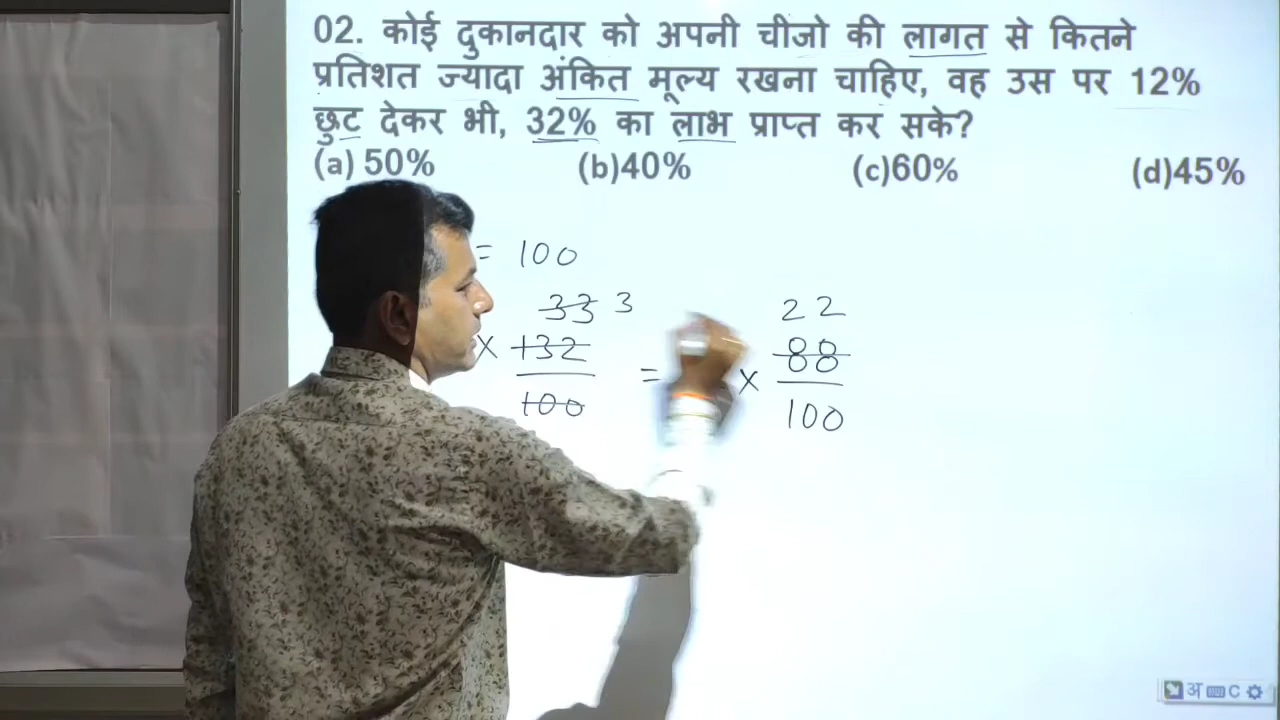 02. कोई दुकानदार को अपनी चीजो की लागत से कितने
प्रतिशत ज्यादा अंकित मूल्य रखना चाहिए, वह उस पर 12%
छुट देकर भी, 32% का लाभ प्राप्त कर सके?
(a) 50% (b)40% (c)60% (d)45%
= 100
33 3 22
× 132 = × 88
100 100
अ C